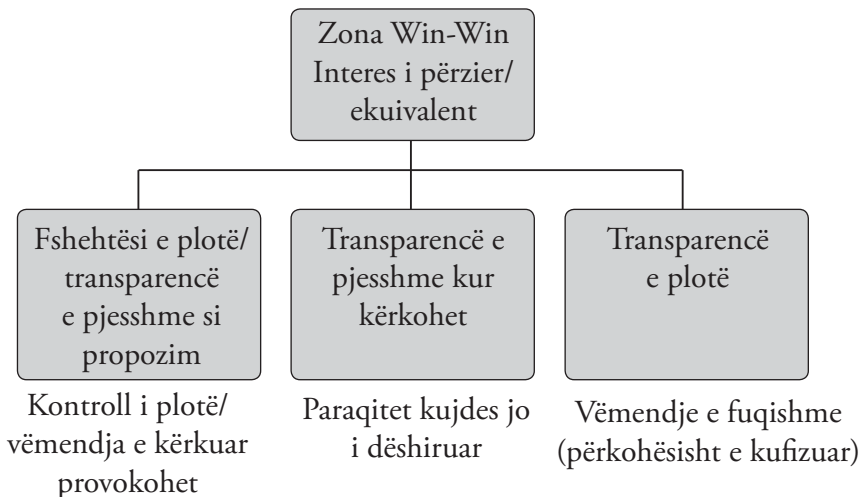 Zona Win-Win
Interes i përzier/
ekuivalent
Fshehtësi e plotë/
transparencë
e pjesshme si
propozim
Transparencë e
pjesshme kur
kërkohet
Transparencë
e plotë
Kontroll i plotë/
vëmendja e kërkuar
provokohet
Paraqitet kujdes jo
i dëshiruar
Vëmendje e fuqishme
(përkohësisht e kufizuar)